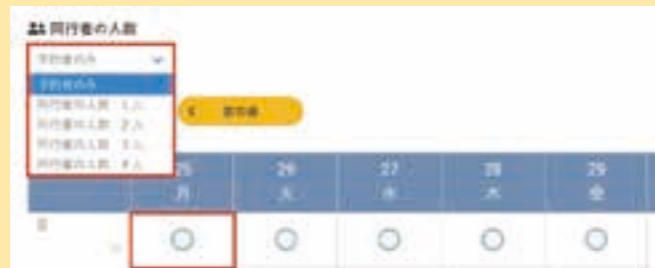 同行者の人数
予約者のみ
予約者のみ
同行者の人数 1人
同行者の人数 2人
同行者の人数 3人
同行者の人数 4人
前の週
25 26 27 28 29
月 火 水 木 金